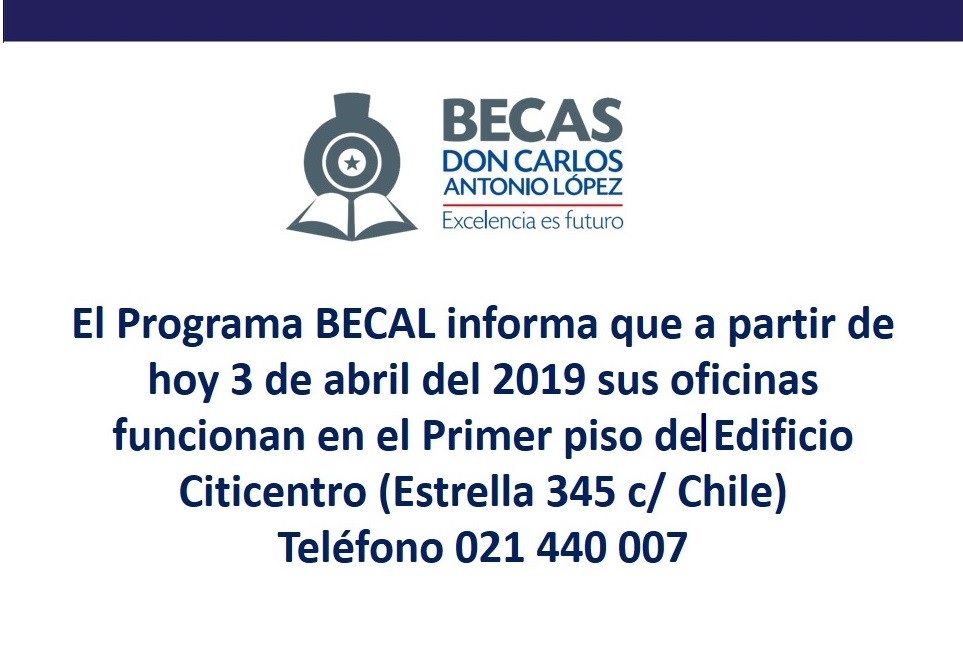 BECAS
DON CARLOS
ANTONIO LÓPEZ
Excelencia es futuro
El Programa BECAL informa que a partir de
hoy 3 de abril del 2019 sus oficinas
funcionan en el Primer piso de Edificio
Citicentro (Estrella 345 c/ Chile)
Teléfono 021 440 007